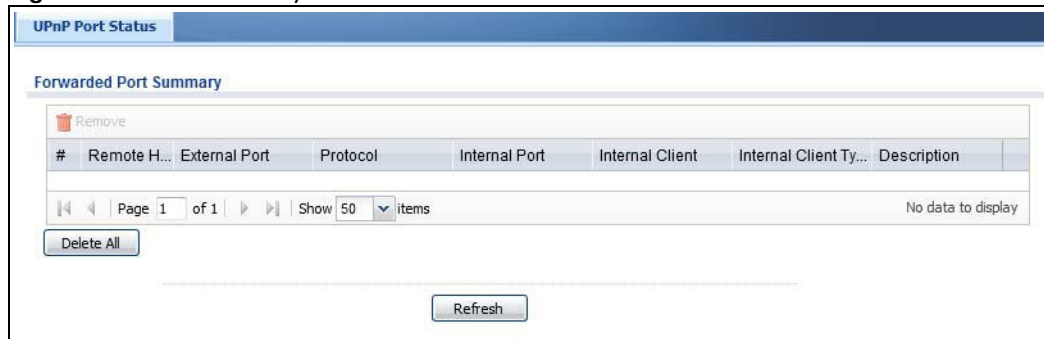 UPnP Port Status
Forwarded Port Summary
Remove
# Remote H... External Port Protocol Internal Port Internal Client Internal Client Ty... Description
Page 1 of 1 Show 50 items No data to display
Delete All
Refresh